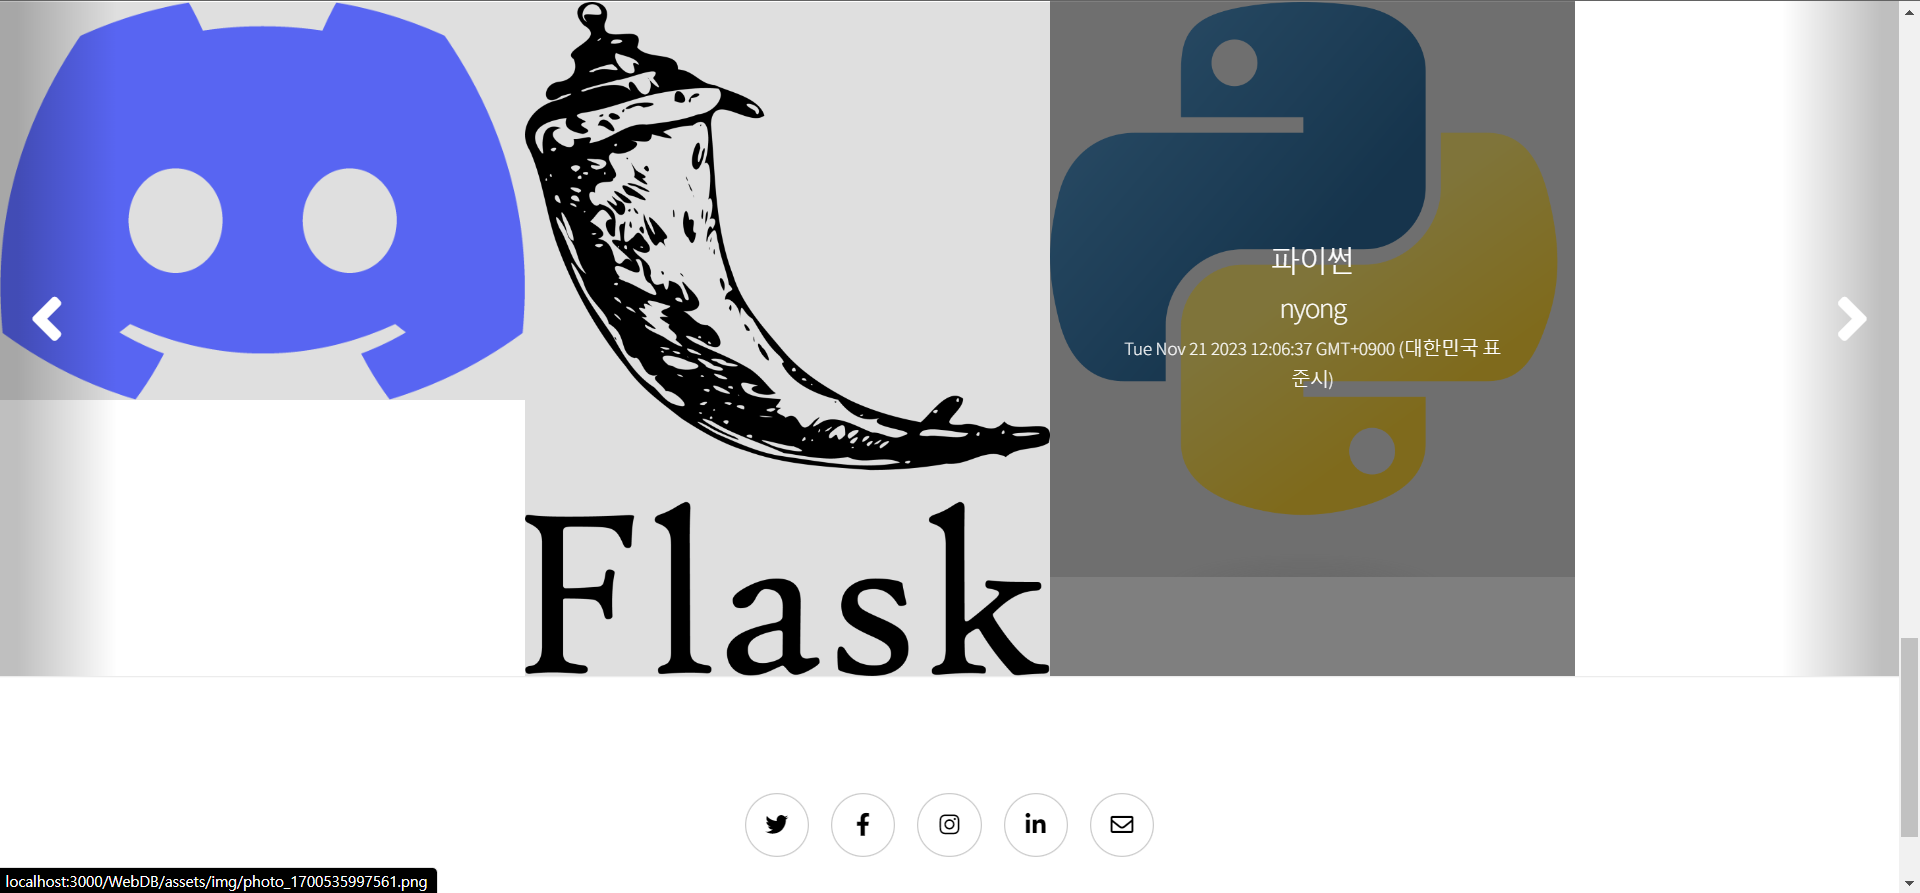 Flask
파이썬
nyong
Tue Nov 21 2023 12:06:37 GMT+0900 (대한민국 표
준시)
localhost:3000/WebDB/assets/img/photo_1700535997561.png